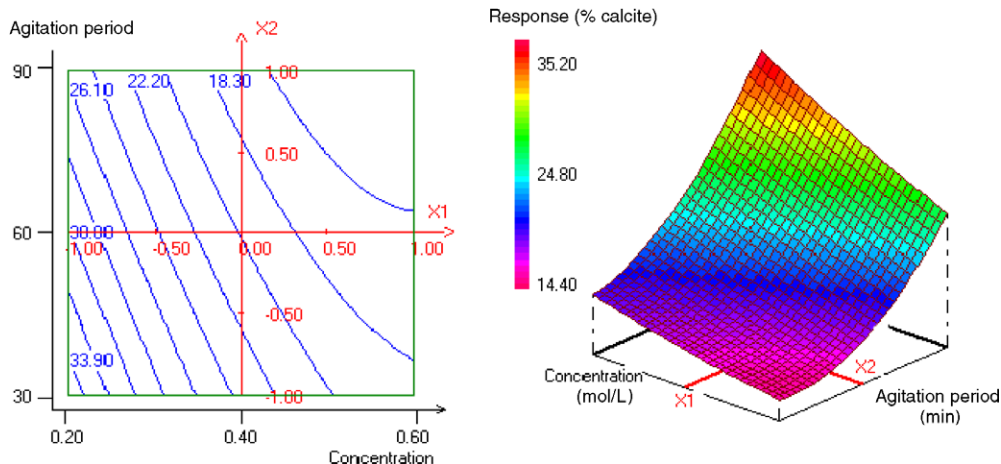 Agitation period
X2
90
1.00
26.10
22.20
18.30
0.50
X1
60
30.00
-1.00
-0.50
0.00
0.50
1.00
-0.50
33.90
30
-1.00
0.20
0.40
0.60
Concentration
Response (% calcite)
35.20
24.80
14.40
Concentration
(mol/L)
X1
X2
Agitation period
(min)